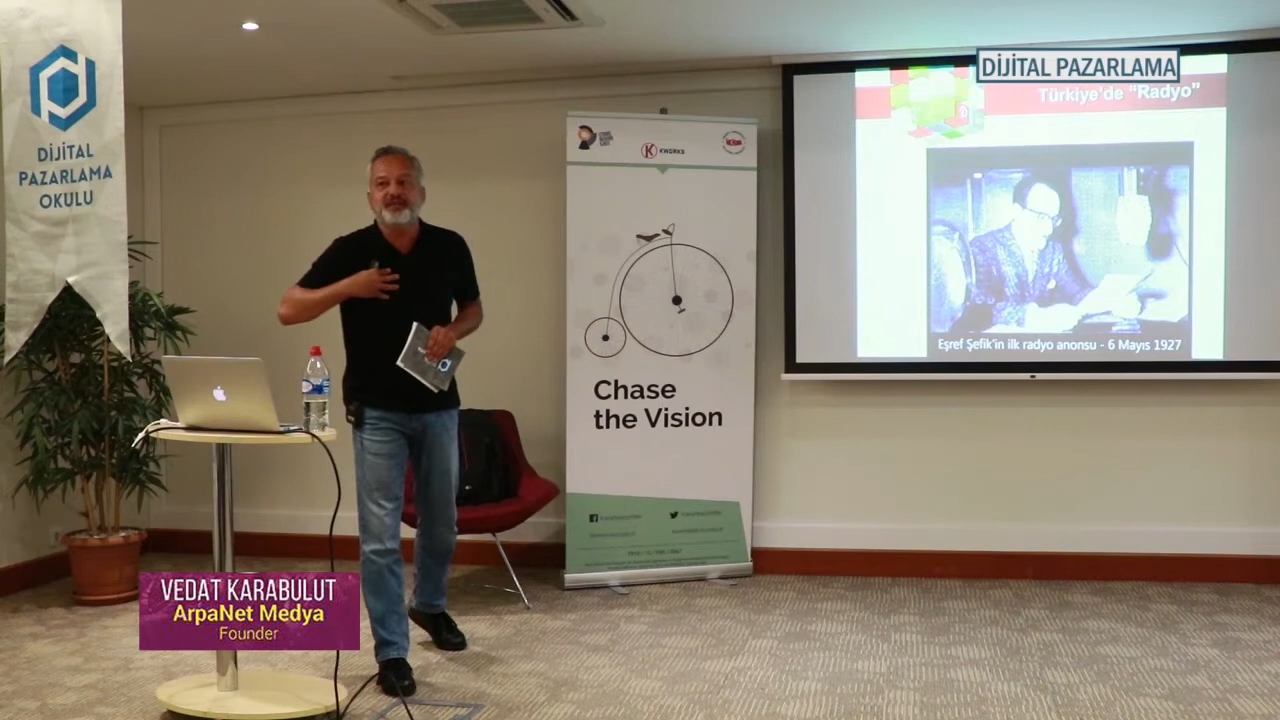 DİJİTAL
PAZARLAMA
OKULU
KWORKS
Chase
the Vision
DİJİTAL PAZARLAMA
Türkiye'de "Radyo"
Eşref Şefik'in ilk radyo anonsu - 6 Mayıs 1927
VEDAT KARABULUT
ArpaNet Medya
Founder